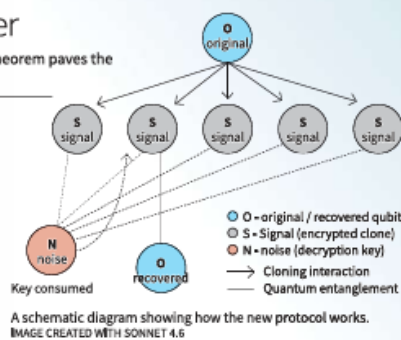 er
eorem paves the
O
original
S
signal
S
signal
S
signal
S
signal
S
signal
N
noise
O
recovered
Key consumed
O - original / recovered qubit
S - Signal (encrypted clone)
N - noise (decryption key)
Cloning interaction
Quantum entanglement
A schematic diagram showing how the new protocol works.
IMAGE CREATED WITH SONNET 4.6